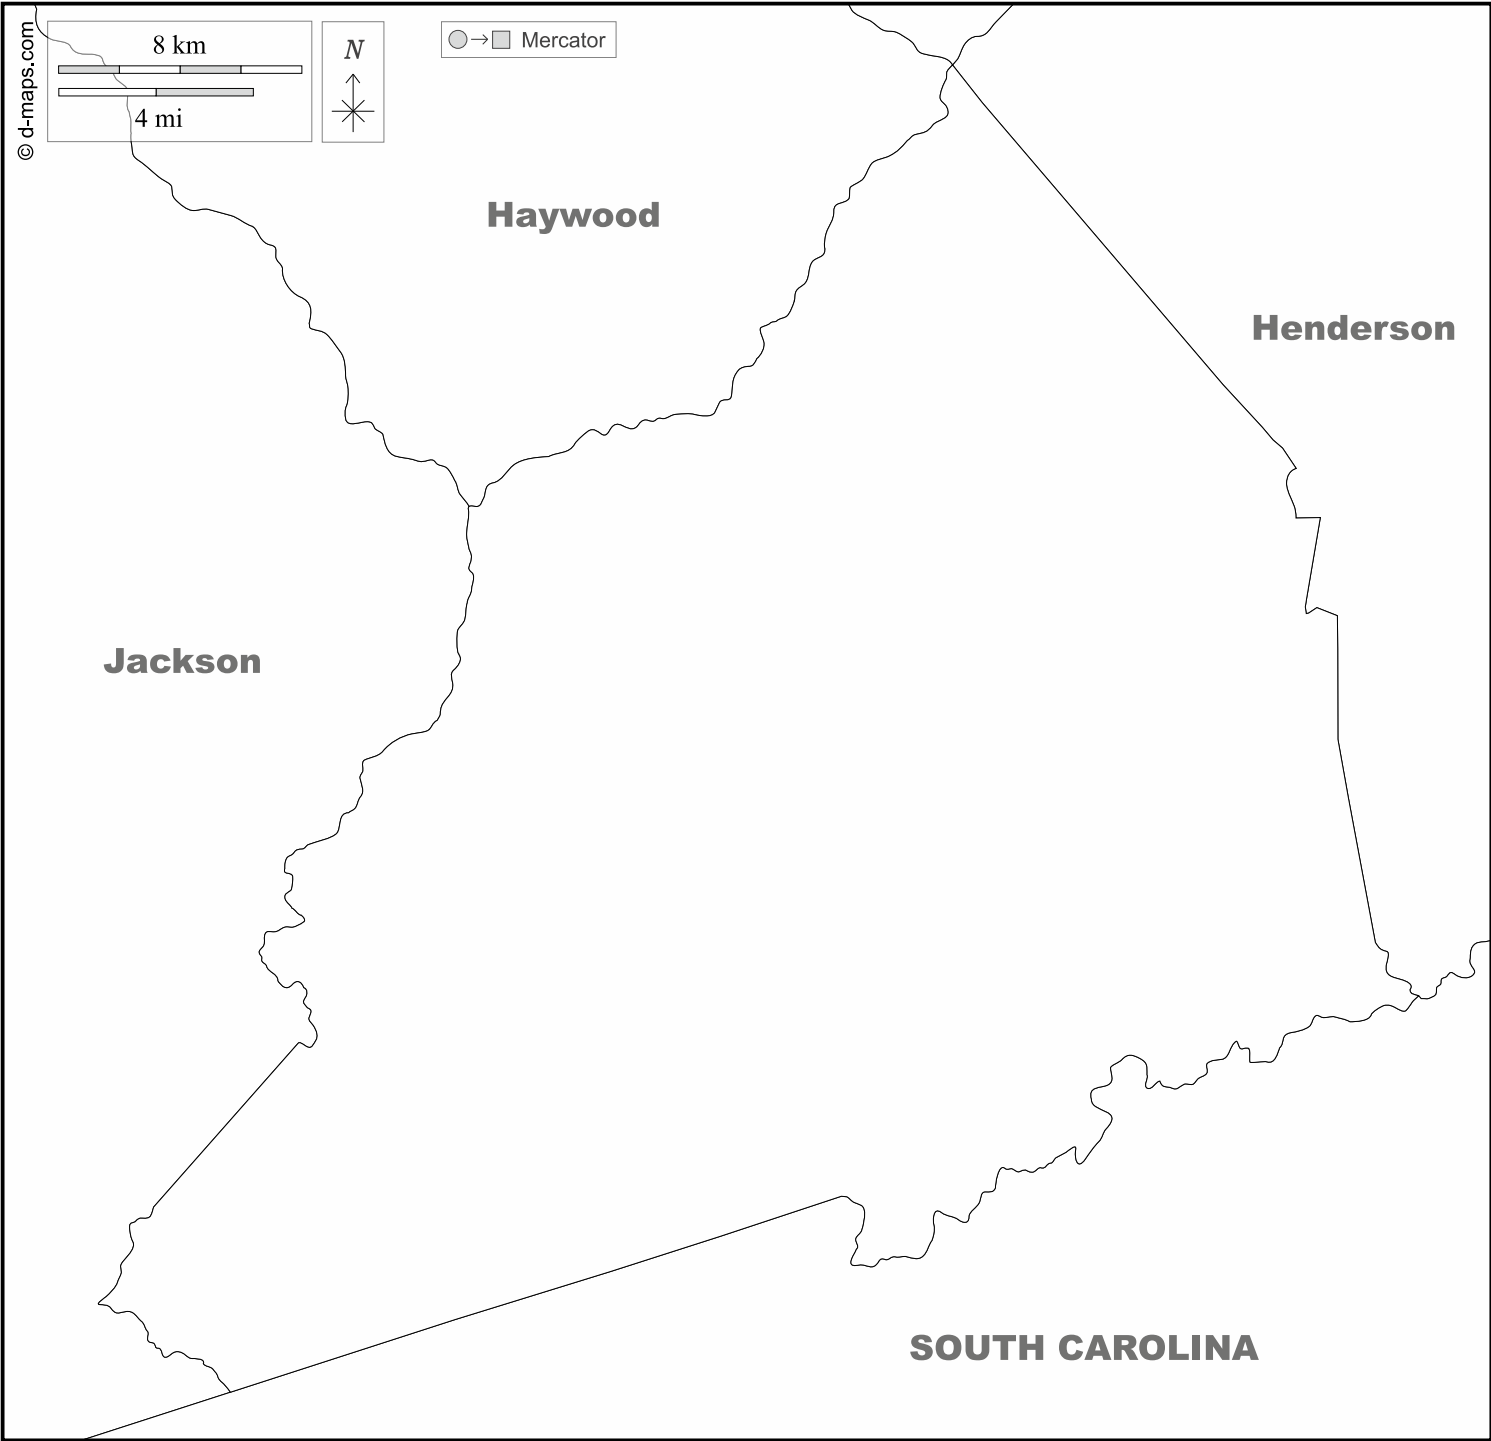 © d-maps.com
8 km
4 mi
N
Mercator
Haywood
Henderson
Jackson
SOUTH CAROLINA